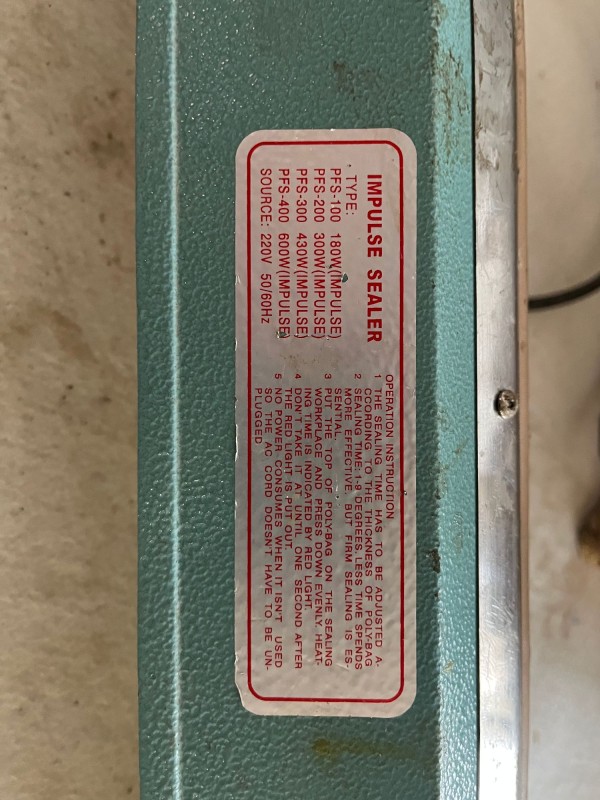 IMPULSE SEALER
TYPE:
PFS-100 180W(IMPULSE)
PFS-200 300W(IMPULSE)
PFS-300 430W(IMPULSE)
PFS-400 600W(IMPULSE)
SOURCE: 220V 50/60Hz
OPERATION INSTRUCTION
1 THE SEALING TIME HAS TO BE ADJUSTED A-
CCORDING TO THE THICKNESS OF POLY-BAG
2 SEALING TIME:1-9 DEGREES, LESS TIME SPENDS
MORE EFFECTIVE BUT FIRM SEALING IS ES-
SENTIAL.
3 PUT THE TOP OF POLY-BAG ON THE SEALING
WORKPLACE AND PRESS DOWN EVENLY. HEAT-
ING TIME IS INDICATED BY RED LIGHT.
4 DON'T TAKE IT AT UNTIL ONE SECOND AFTER
THE RED LIGHT IS PUT OUT.
5 NO POWER CONSUMES WHEN IT ISN'T USED
SO THE AC CORD DOESN'T HAVE TO BE UN-
PLUGGED